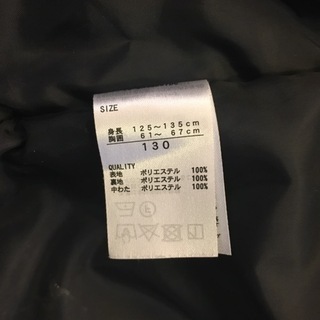 SIZE
身長 125～135cm
胸囲 61～ 67cm
130
QUALITY
表地 ポリエステル 100%
裏地 ポリエステル 100%
中わた ポリエステル 100%